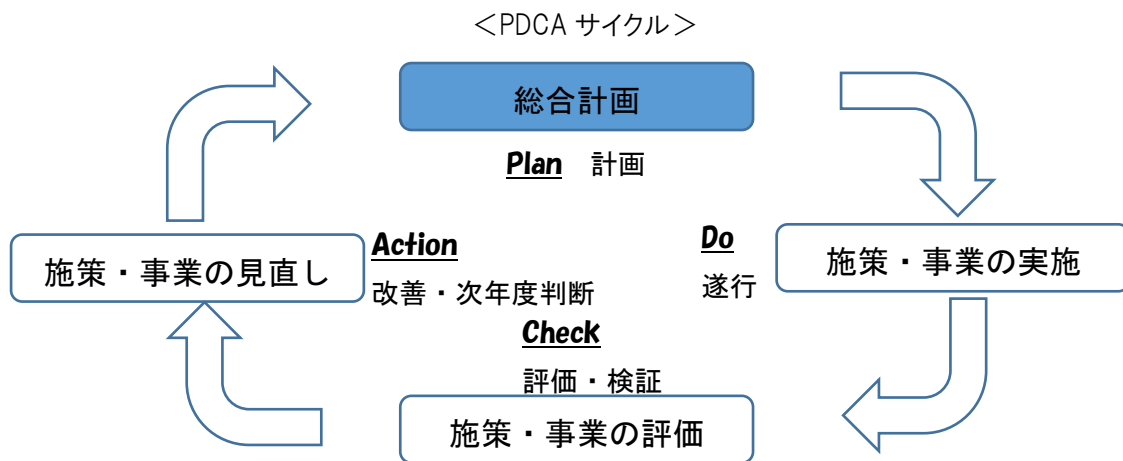 ＜PDCA サイクル＞
総合計画
Plan　計画
Do
遂行
施策・事業の実施
Check
評価・検証
施策・事業の評価
Action
改善・次年度判断
施策・事業の見直し